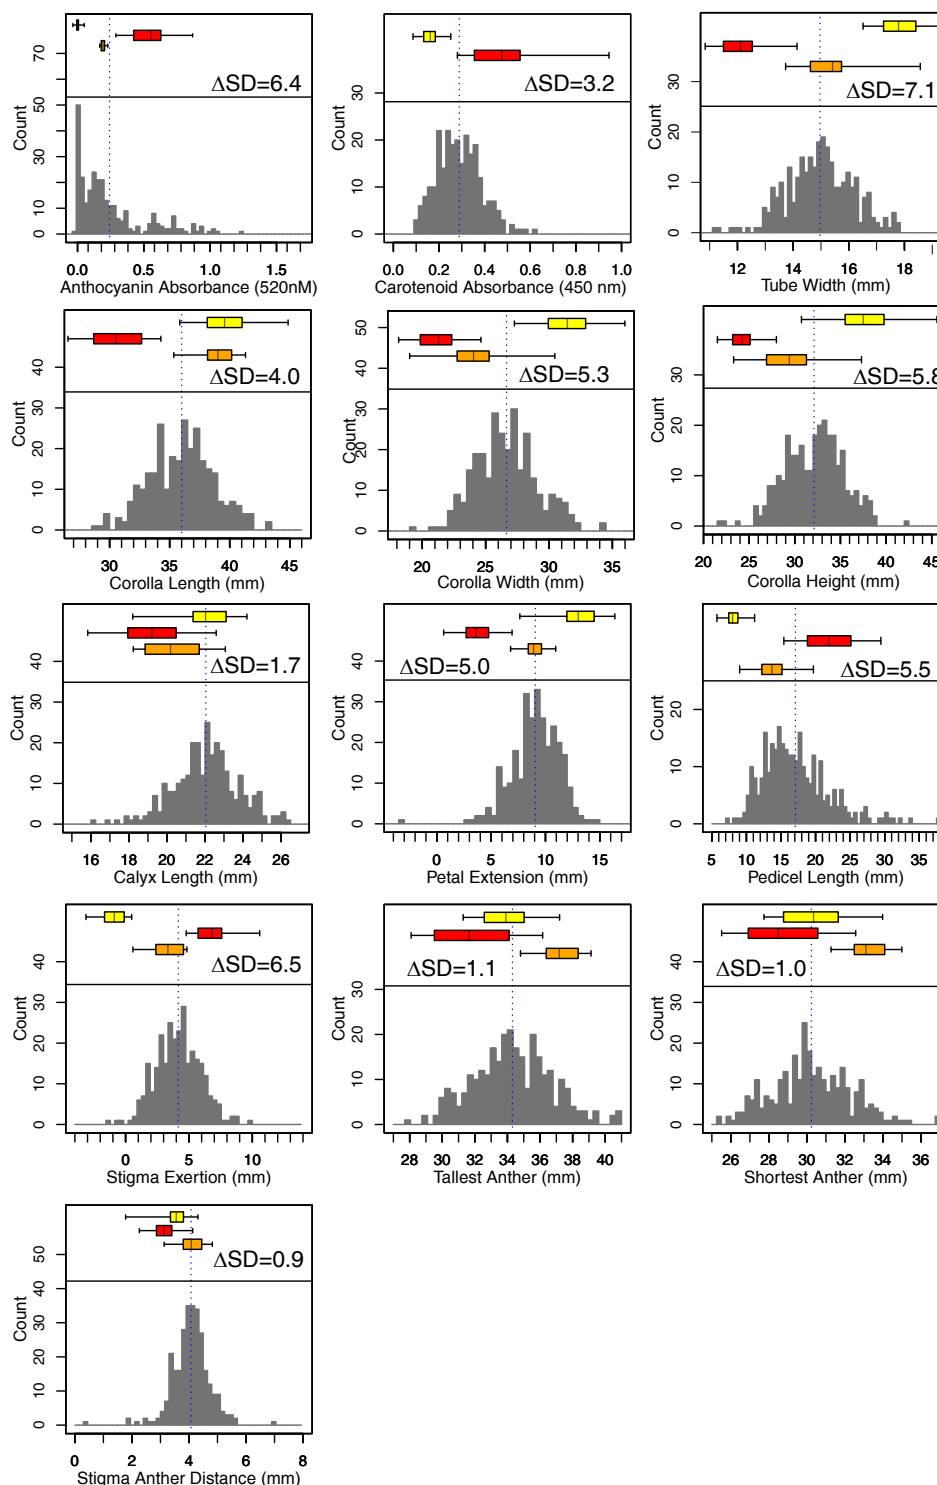 ΔSD=6.4
Count
0 10 30 50 70
0.0 0.5 1.0 1.5
Anthocyanin Absorbance (520nM)
ΔSD=3.2
Count
0 10 20 30
0.0 0.2 0.4 0.6 0.8 1.0
Carotenoid Absorbance (450 nm)
ΔSD=7.1
Count
0 10 20 30
12 14 16 18
Tube Width (mm)
ΔSD=4.0
Count
0 10 20 30 40
30 35 40 45
Corolla Length (mm)
ΔSD=5.3
Count
0 10 20 30 40 50
20 25 30 35
Corolla Width (mm)
ΔSD=5.8
Count
0 10 20 30
20 25 30 35 40 45
Corolla Height (mm)
ΔSD=1.7
Count
0 10 20 30 40
16 18 20 22 24 26
Calyx Length (mm)
ΔSD=5.0
Count
0 10 20 30 40
0 5 10 15
Petal Extension (mm)
ΔSD=5.5
Count
0 10 20
5 10 15 20 25 30 35
Pedicel Length (mm)
ΔSD=6.5
Count
0 10 20 30 40
0 5 10
Stigma Exertion (mm)
ΔSD=1.1
Count
0 10 20 30
28 30 32 34 36 38 40
Tallest Anther (mm)
ΔSD=1.0
Count
0 10 20 30 40
26 28 30 32 34 36
Shortest Anther (mm)
ΔSD=0.9
Count
0 10 20 30 40 50
0 2 4 6 8
Stigma Anther Distance (mm)